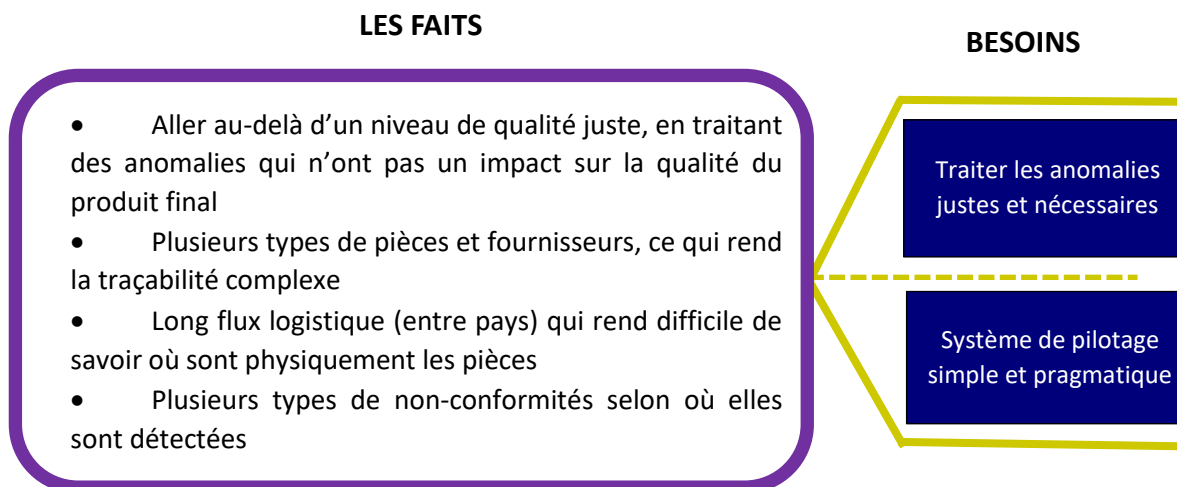 LES FAITS
BESOINS
• Aller au-delà d'un niveau de qualité juste, en traitant
des anomalies qui n'ont pas un impact sur la qualité du
produit final
• Plusieurs types de pièces et fournisseurs, ce qui rend
la traçabilité complexe
• Long flux logistique (entre pays) qui rend difficile de
savoir où sont physiquement les pièces
• Plusieurs types de non-conformités selon où elles
sont détectées
Traiter les anomalies
justes et nécessaires
Système de pilotage
simple et pragmatique